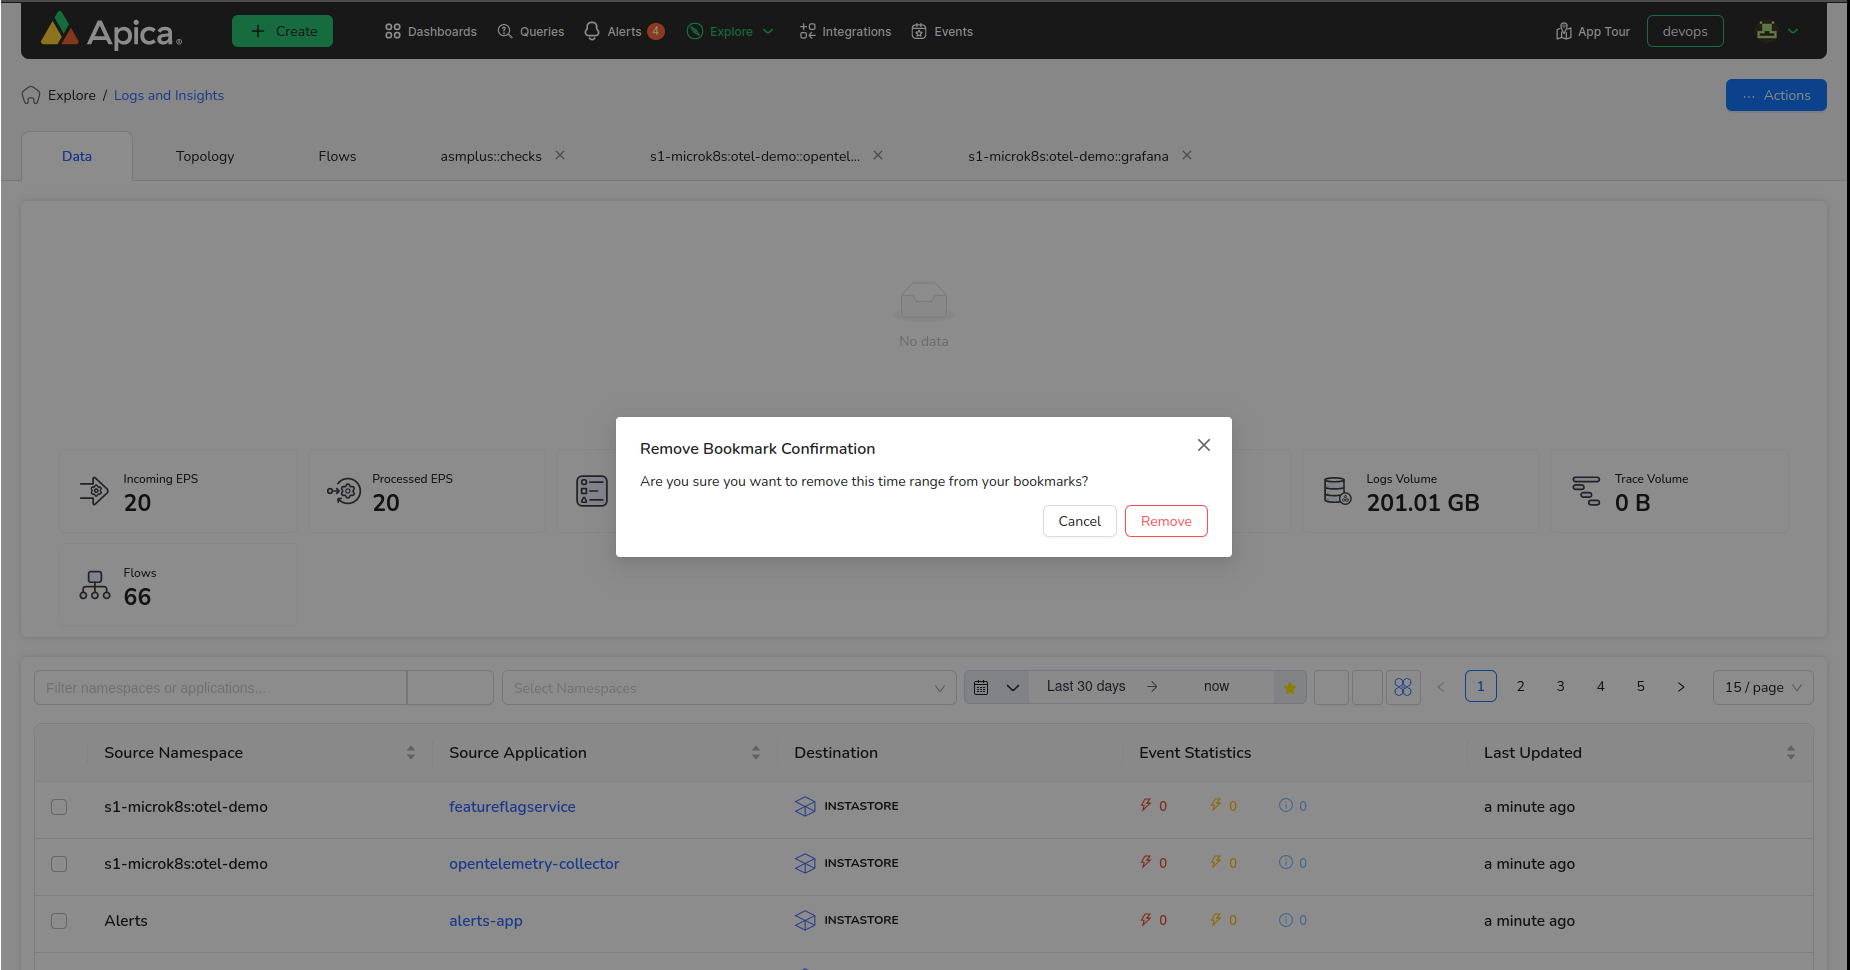 Apica
Create
Dashboards
Queries
Alerts 4
Explore
Integrations
Events
App Tour
devops
Explore / Logs and Insights
··· Actions
Data
Topology
Flows
asmplus::checks
s1-microk8s:otel-demo::opentel...
s1-microk8s:otel-demo::grafana
No data
Remove Bookmark Confirmation
Are you sure you want to remove this time range from your bookmarks?
Cancel
Remove
Incoming EPS
20
Processed EPS
20
Logs Volume
201.01 GB
Trace Volume
0 B
Flows
66
Filter namespaces or applications...
Select Namespaces
Last 30 days → now
< 1 2 3 4 5 >
15 / page
Source Namespace Source Application Destination Event Statistics Last Updated
s1-microk8s:otel-demo featureflagservice INSTASTORE 0 0 0 a minute ago
s1-microk8s:otel-demo opentelemetry-collector INSTASTORE 0 0 0 a minute ago
Alerts alerts-app INSTASTORE 0 0 0 a minute ago